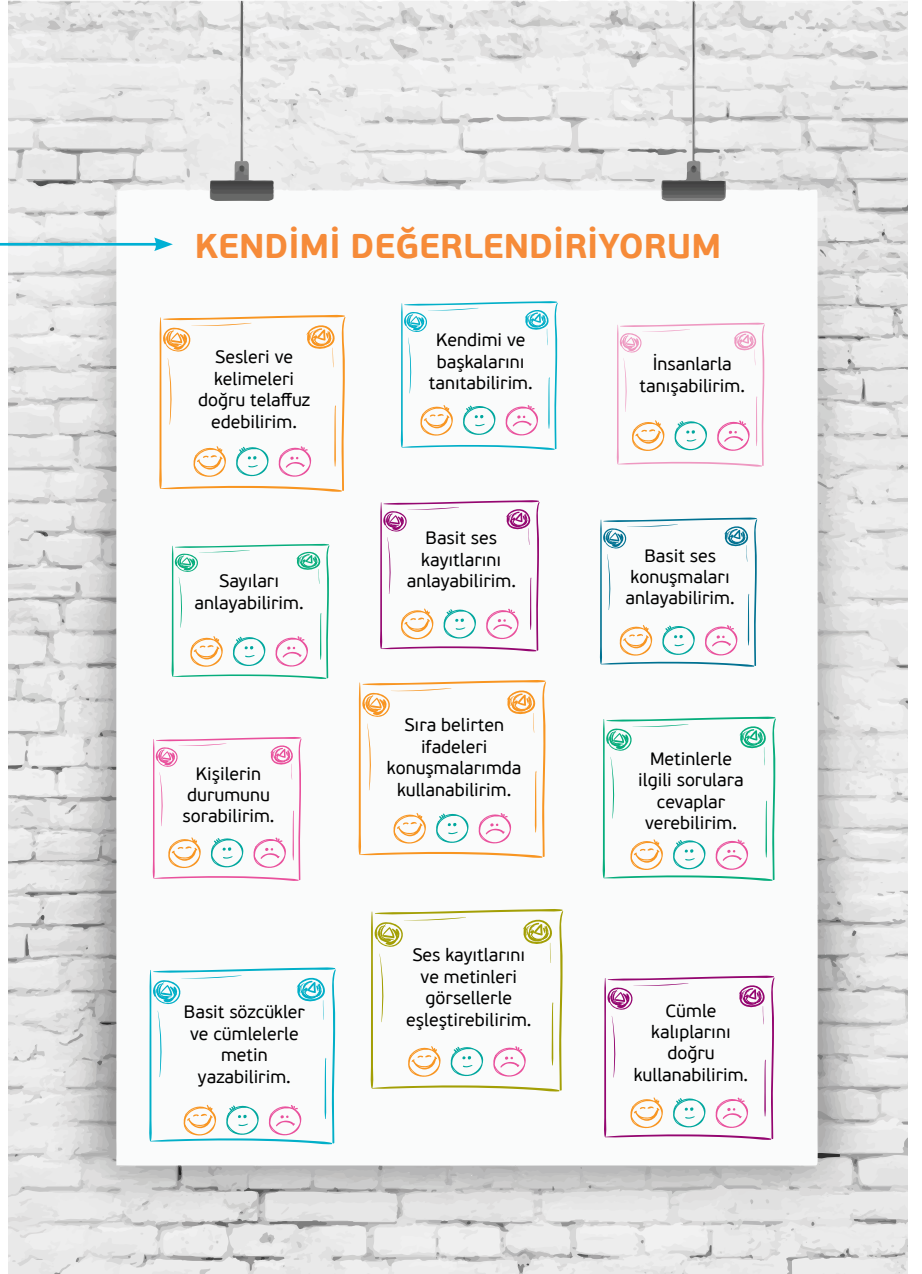 KENDİMİ DEĞERLENDİRİYORUM
Sesleri ve
kelimeleri
doğru telaffuz
edebilirim.
Kendimi ve
başkalarını
tanıtabilirim.
İnsanlarla
tanışabilirim.
Sayıları
anlayabilirim.
Basit ses
kayıtlarını
anlayabilirim.
Basit ses
konuşmaları
anlayabilirim.
Kişilerin
durumunu
sorabilirim.
Sıra belirten
ifadeleri
konuşmalarımda
kullanabilirim.
Metinlerle
ilgili sorulara
cevaplar
verebilirim.
Basit sözcükler
ve cümlelerle
metin
yazabilirim.
Ses kayıtlarını
ve metinleri
görsellerle
eşleştirebilirim.
Cümle
kalıplarını
doğru
kullanabilirim.